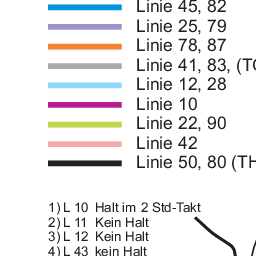 Linie 45, 82
Linie 25, 79
Linie 78, 87
Linie 41, 83, (TC
Linie 12, 28
Linie 10
Linie 22, 90
Linie 42
Linie 50, 80 (TH
1) L 10 Halt im 2 Std-Takt
2) L 11 Kein Halt
3) L 12 Kein Halt
4) L 43 kein Halt